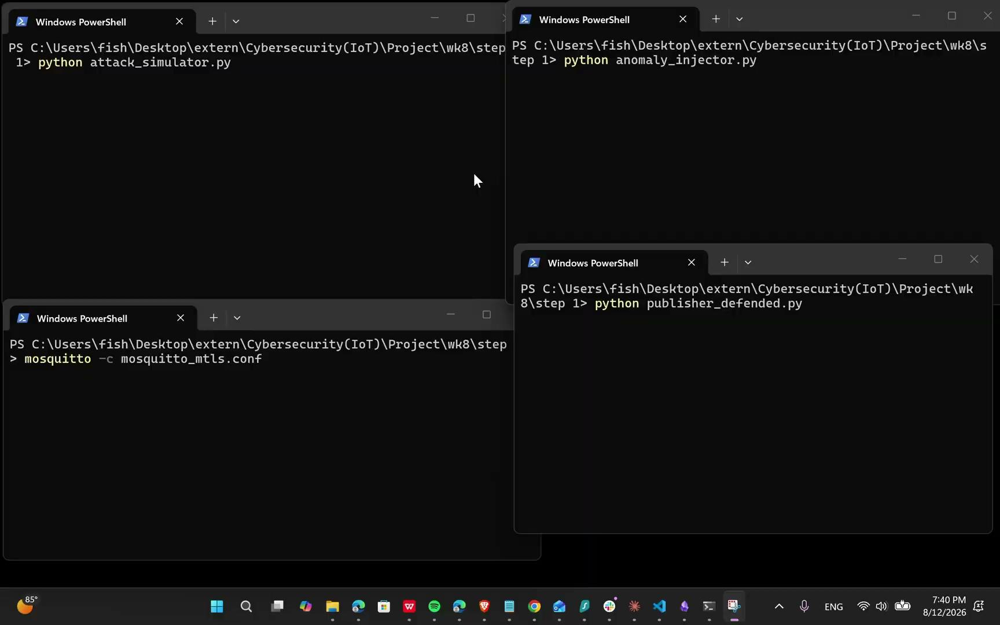 Windows PowerShell
PS C:\Users\fish\Desktop\extern\Cybersecurity(IoT)\Project\wk8\step
1> python attack_simulator.py
Windows PowerShell
PS C:\Users\fish\Desktop\extern\Cybersecurity(IoT)\Project\wk8\s
tep 1> python anomaly_injector.py
Windows PowerShell
PS C:\Users\fish\Desktop\extern\Cybersecurity(IoT)\Project\wk8\step
> mosquitto -c mosquitto_mtls.conf
Windows PowerShell
PS C:\Users\fish\Desktop\extern\Cybersecurity(IoT)\Project\wk
8\step 1> python publisher_defended.py
85°
ENG
7:40 PM
8/12/2026